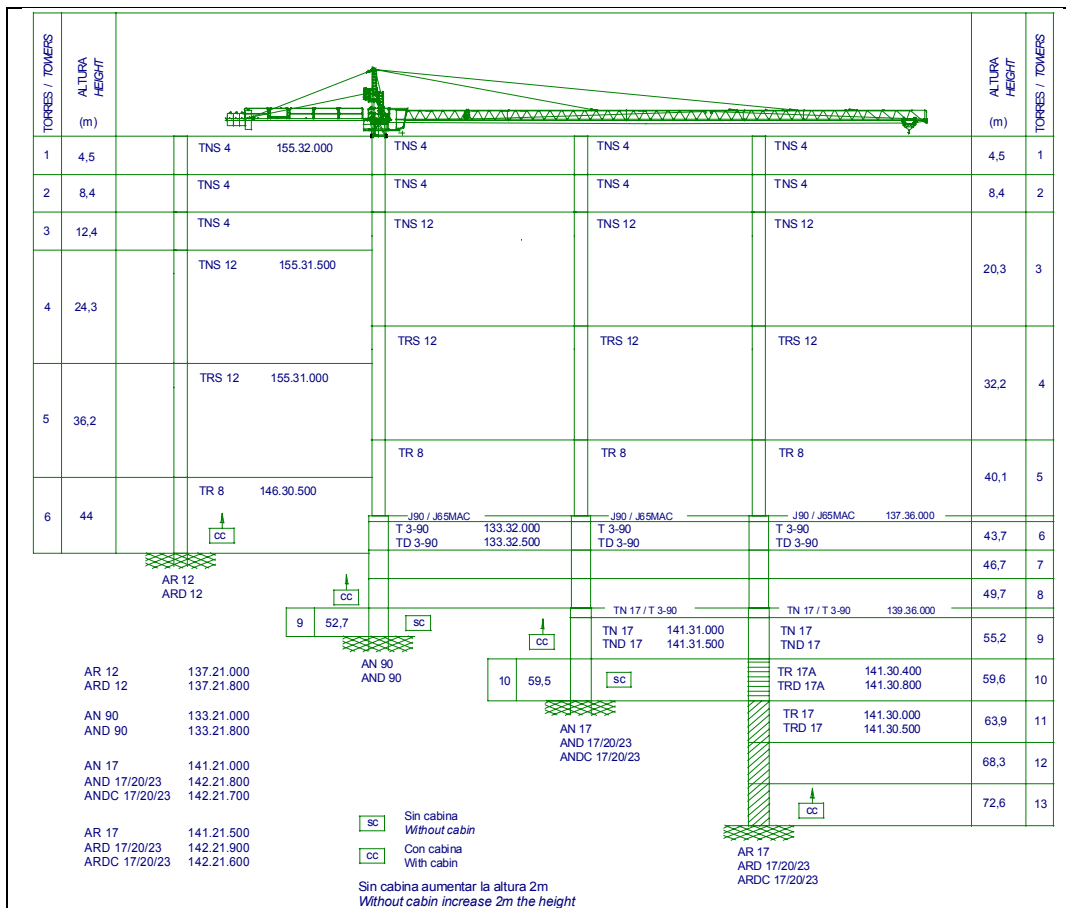 TORRES / TOWERS
ALTURA
HEIGHT
(m)
ALTURA
HEIGHT
(m)
TORRES / TOWERS
1 4,5 TNS 4 155.32.000 TNS 4 TNS 4 TNS 4 4,5 1
2 8,4 TNS 4 TNS 4 TNS 4 TNS 4 8,4 2
3 12,4 TNS 4 TNS 12 TNS 12 TNS 12 20,3 3
4 24,3 TNS 12 155.31.500
TRS 12 TRS 12 TRS 12 32,2 4
5 36,2 TRS 12 155.31.000
TR 8 TR 8 TR 8 40,1 5
6 44 TR 8 146.30.500
CC
AR 12
ARD 12
J90 / J65MAC J90 / J65MAC J90 / J65MAC 137.36.000
T 3-90 133.32.000 T 3-90 T 3-90 43,7 6
TD 3-90 133.32.500 TD 3-90 TD 3-90
46,7 7
CC 49,7 8
9 52,7 SC
AN 90
AND 90
TN 17 / T 3-90 TN 17 / T 3-90 139.36.000
TN 17 141.31.000 TN 17 55,2 9
TND 17 141.31.500 TND 17
CC
10 59,5 SC
AN 17
AND 17/20/23
ANDC 17/20/23
TR 17A 141.30.400 59,6 10
TRD 17A 141.30.800
TR 17 141.30.000 63,9 11
TRD 17 141.30.500
68,3 12
CC 72,6 13
AR 17
ARD 17/20/23
ARDC 17/20/23
AR 12 137.21.000
ARD 12 137.21.800
AN 90 133.21.000
AND 90 133.21.800
AN 17 141.21.000
AND 17/20/23 142.21.800
ANDC 17/20/23 142.21.700
AR 17 141.21.500
ARD 17/20/23 142.21.900
ARDC 17/20/23 142.21.600
SC Sin cabina
Without cabin
CC Con cabina
With cabin
Sin cabina aumentar la altura 2m
Without cabin increase 2m the height